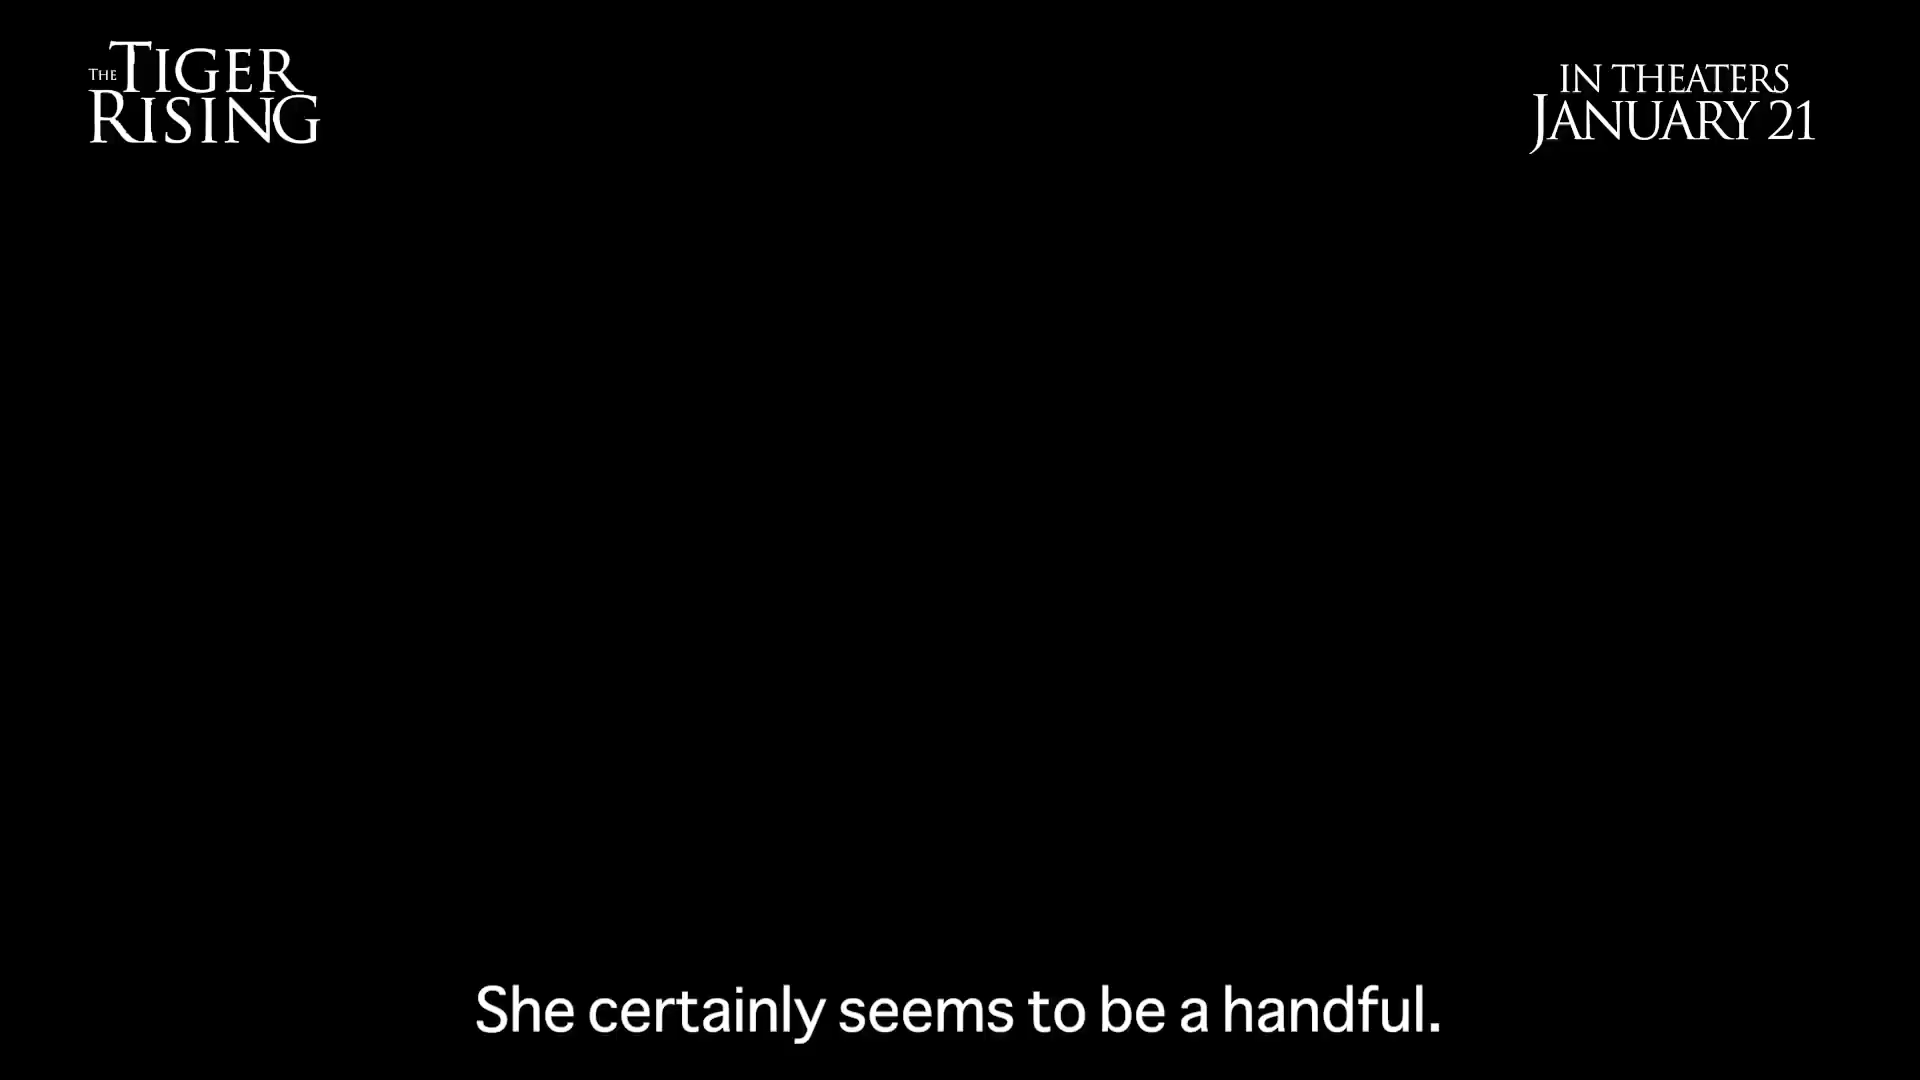 THE TIGER
RISING
IN THEATERS
JANUARY 21
She certainly seems to be a handful.